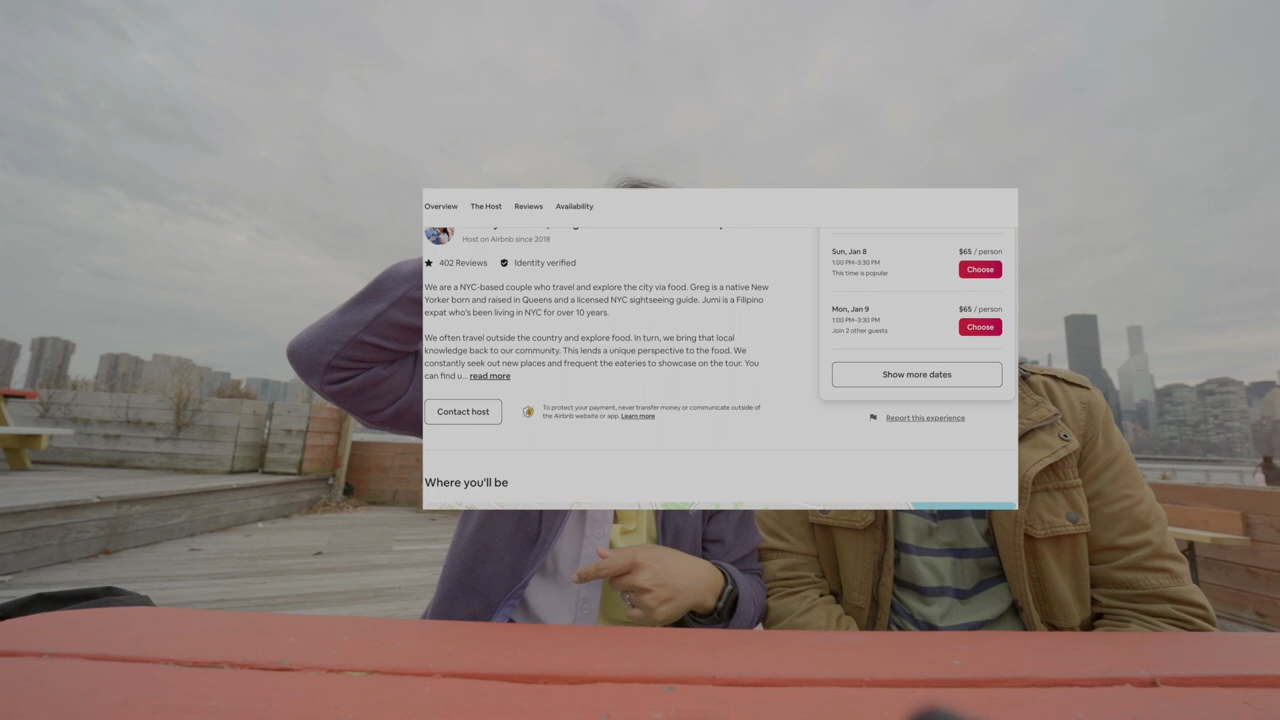 Overview The Host Reviews Availability
Host on Airbnb since 2018
402 Reviews Identity verified
We are a NYC-based couple who travel and explore the city via food. Greg is a native New
Yorker born and raised in Queens and a licensed NYC sightseeing guide. Jumi is a Filipino
expat who's been living in NYC for over 10 years.
We often travel outside the country and explore food. In turn, we bring that local
knowledge back to our community. This lends a unique perspective to the food. We
constantly seek out new places and frequent the eateries to showcase on the tour. You
can find u... read more
Contact host
To protect your payment, never transfer money or communicate outside of
the Airbnb website or app. Learn more
Where you'll be
Sun, Jan 8 $65 / person
1:00 PM–3:30 PM
This time is popular
Choose
Mon, Jan 9 $65 / person
1:00 PM–3:30 PM
Join 2 other guests
Choose
Show more dates
Report this experience